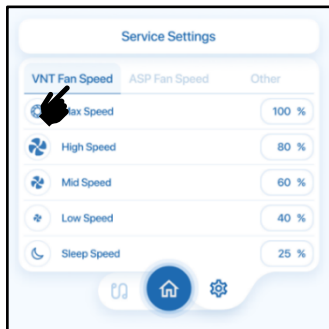 Service Settings
VNT Fan Speed ASP Fan Speed Other
Max Speed 100 %
High Speed 80 %
Mid Speed 60 %
Low Speed 40 %
Sleep Speed 25 %